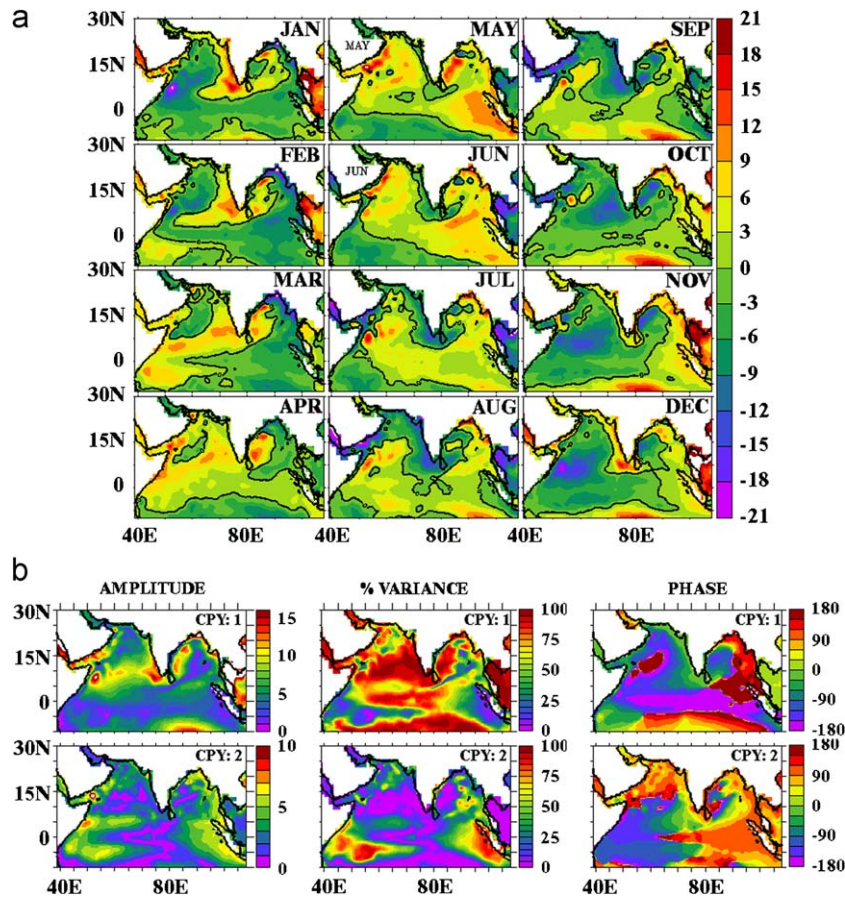 a
30N
15N
0
JAN
MAY
MAY
SEP
21
18
15
12
9
6
3
0
-3
-6
-9
-12
-15
-18
-21
30N
15N
0
FEB
JUN
JUN
OCT
30N
15N
0
MAR
JUL
NOV
30N
15N
0
APR
AUG
DEC
40E 80E 40E 80E 40E 80E
b
AMPLITUDE % VARIANCE PHASE
30N
15N
0
CPY: 1
15
10
5
0
CPY: 1
100
75
50
25
0
CPY: 1
180
90
0
-90
-180
30N
15N
0
CPY: 2
10
5
0
CPY: 2
100
75
50
25
0
CPY: 2
180
90
0
-90
-180
40E 80E 40E 80E 40E 80E